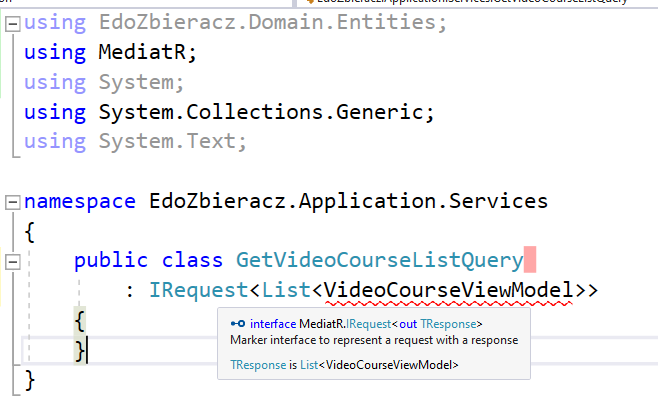 using EdoZbieracz.Domain.Entities;
using MediatR;
using System;
using System.Collections.Generic;
using System.Text;
namespace EdoZbieracz.Application.Services
{
public class GetVideoCourseListQuery
: IRequest<List<VideoCourseViewModel>>
{
interface MediatR.IRequest<out TResponse>
Marker interface to represent a request with a response
TResponse is List<VideoCourseViewModel>
}
}